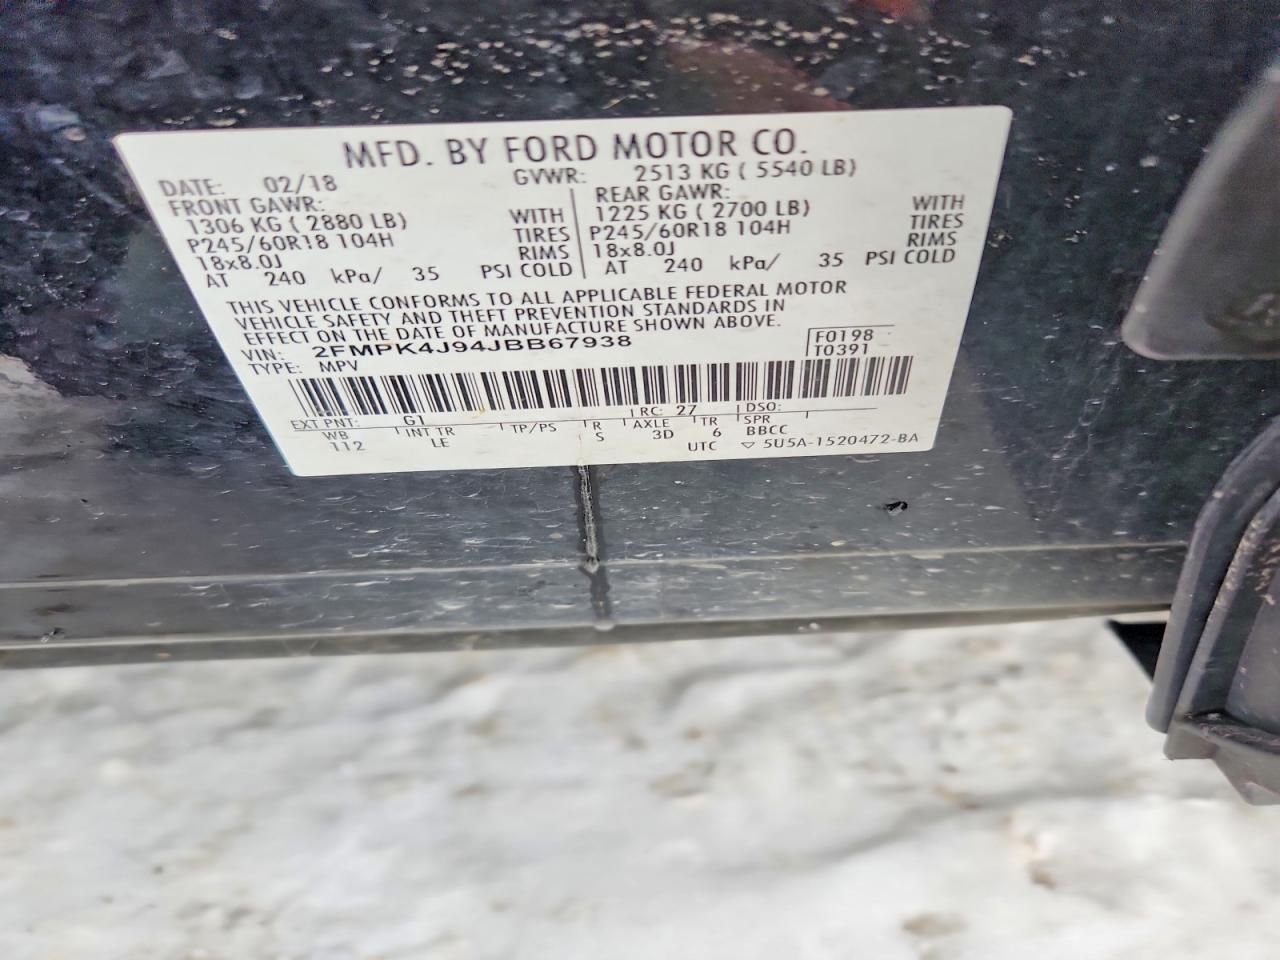 MFD. BY FORD MOTOR CO.
DATE: 02/18 GVWR: 2513 KG ( 5540 LB)
FRONT GAWR: REAR GAWR:
1306 KG ( 2880 LB) WITH 1225 KG ( 2700 LB) WITH
P245/60R18 104H TIRES P245/60R18 104H TIRES
18x8.0J RIMS 18x8.0J RIMS
AT 240 kPa/ 35 PSI COLD AT 240 kPa/ 35 PSI COLD
THIS VEHICLE CONFORMS TO ALL APPLICABLE FEDERAL MOTOR
VEHICLE SAFETY AND THEFT PREVENTION STANDARDS IN
EFFECT ON THE DATE OF MANUFACTURE SHOWN ABOVE.
VIN: 2FMPK4J94JBB67938 F0198
TYPE: MPV T0391
EXT PNT: G1 RC: 27 DSO:
WB INT TR TP/PS R AXLE TR SPR
112 LE S 3D 6 BBCC
UTC ▽ 5U5A-1520472-BA